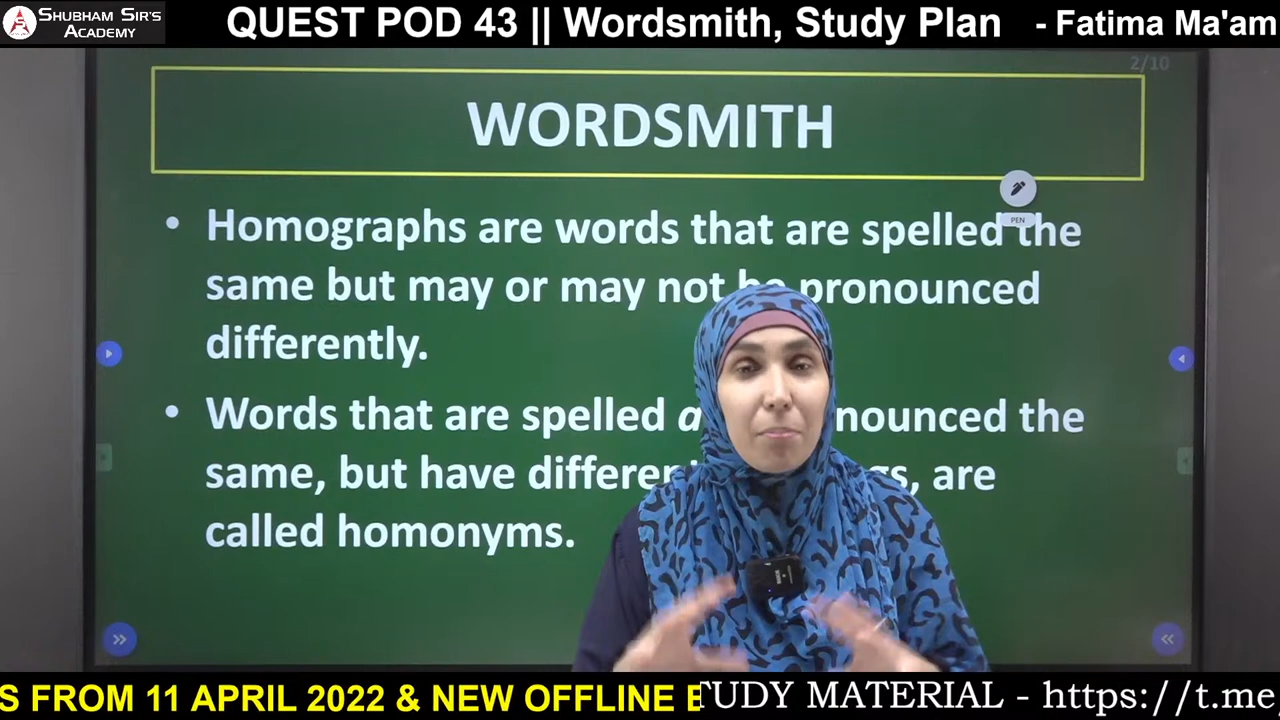 SHUBHAM SIR'S
ACADEMY
QUEST POD 43 || Wordsmith, Study Plan - Fatima Ma'am
2/10
WORDSMITH
PEN
• Homographs are words that are spelled the
same but may or may not be pronounced
differently.
• Words that are spelled the
same, but have are
called homonyms.
S FROM 11 APRIL 2022 & NEW OFFLINE
TUDY MATERIAL - https://t.me/